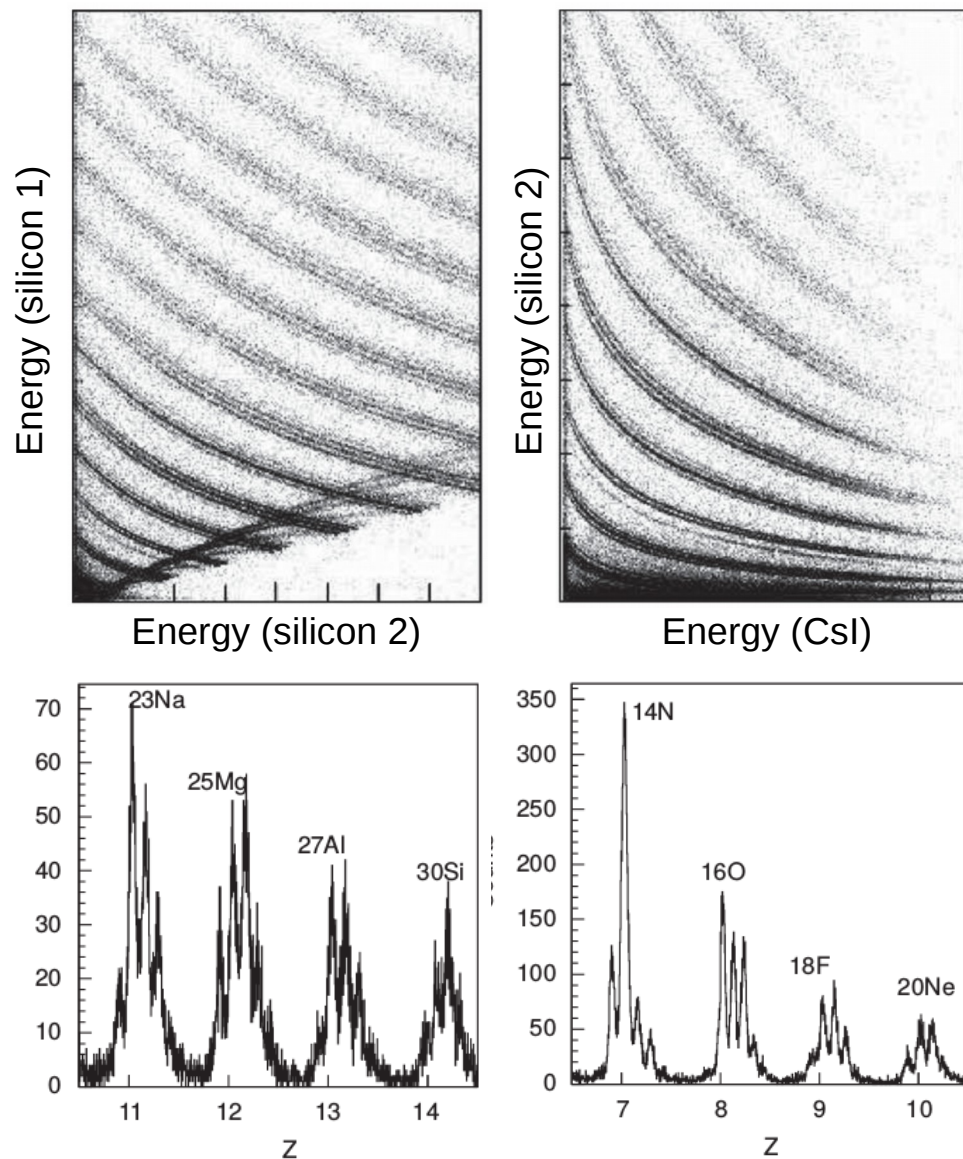 Energy (silicon 1)
Energy (silicon 2)
Energy (silicon 2)
Energy (CsI)
70
60
50
40
30
20
10
0
23Na
25Mg
27Al
30Si
11 12 13 14
Z
350
300
250
200
150
100
50
0
14N
16O
18F
20Ne
7 8 9 10
Z